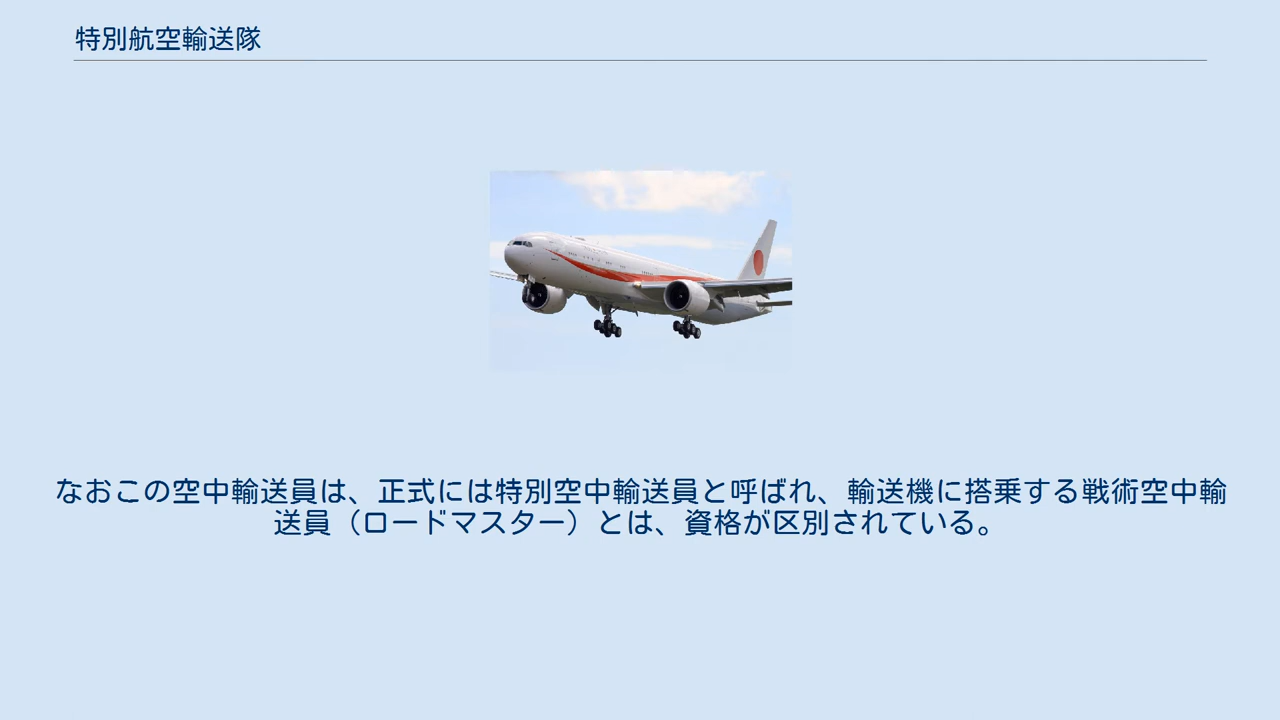 特別航空輸送隊
なおこの空中輸送員は、正式には特別空中輸送員と呼ばれ、輸送機に搭乗する戦術空中輸
送員（ロードマスター）とは、資格が区別されている。